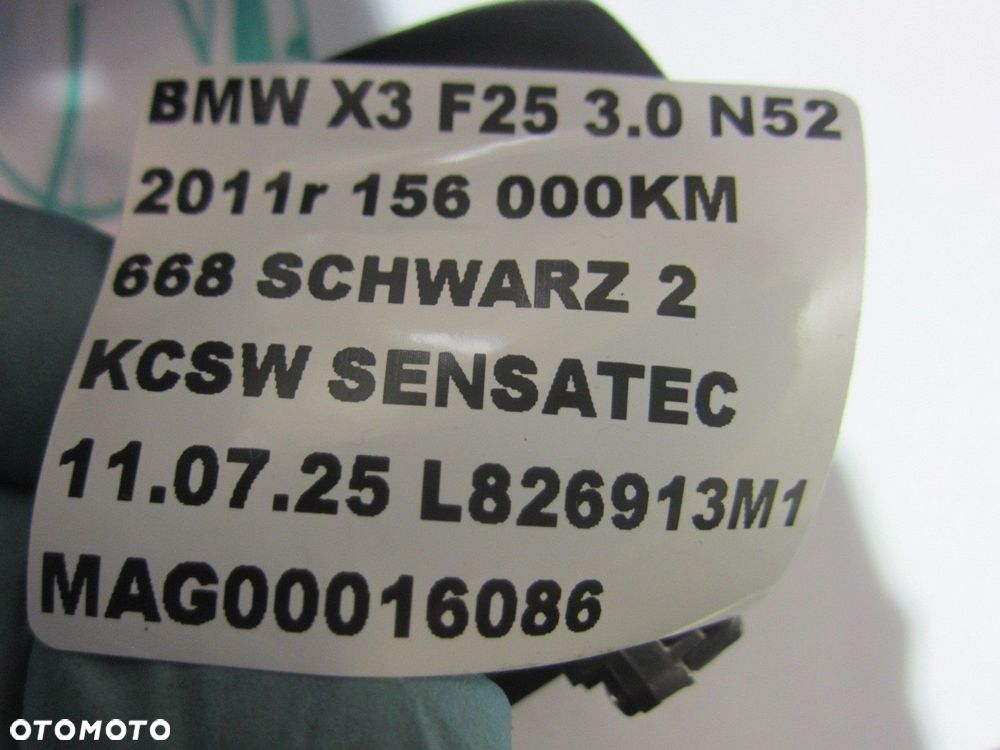 BMW X3 F25 3.0 N52
2011r 156 000KM
668 SCHWARZ 2
KCSW SENSATEC
11.07.25 L826913M1
MAG00016086
OTOMOTO